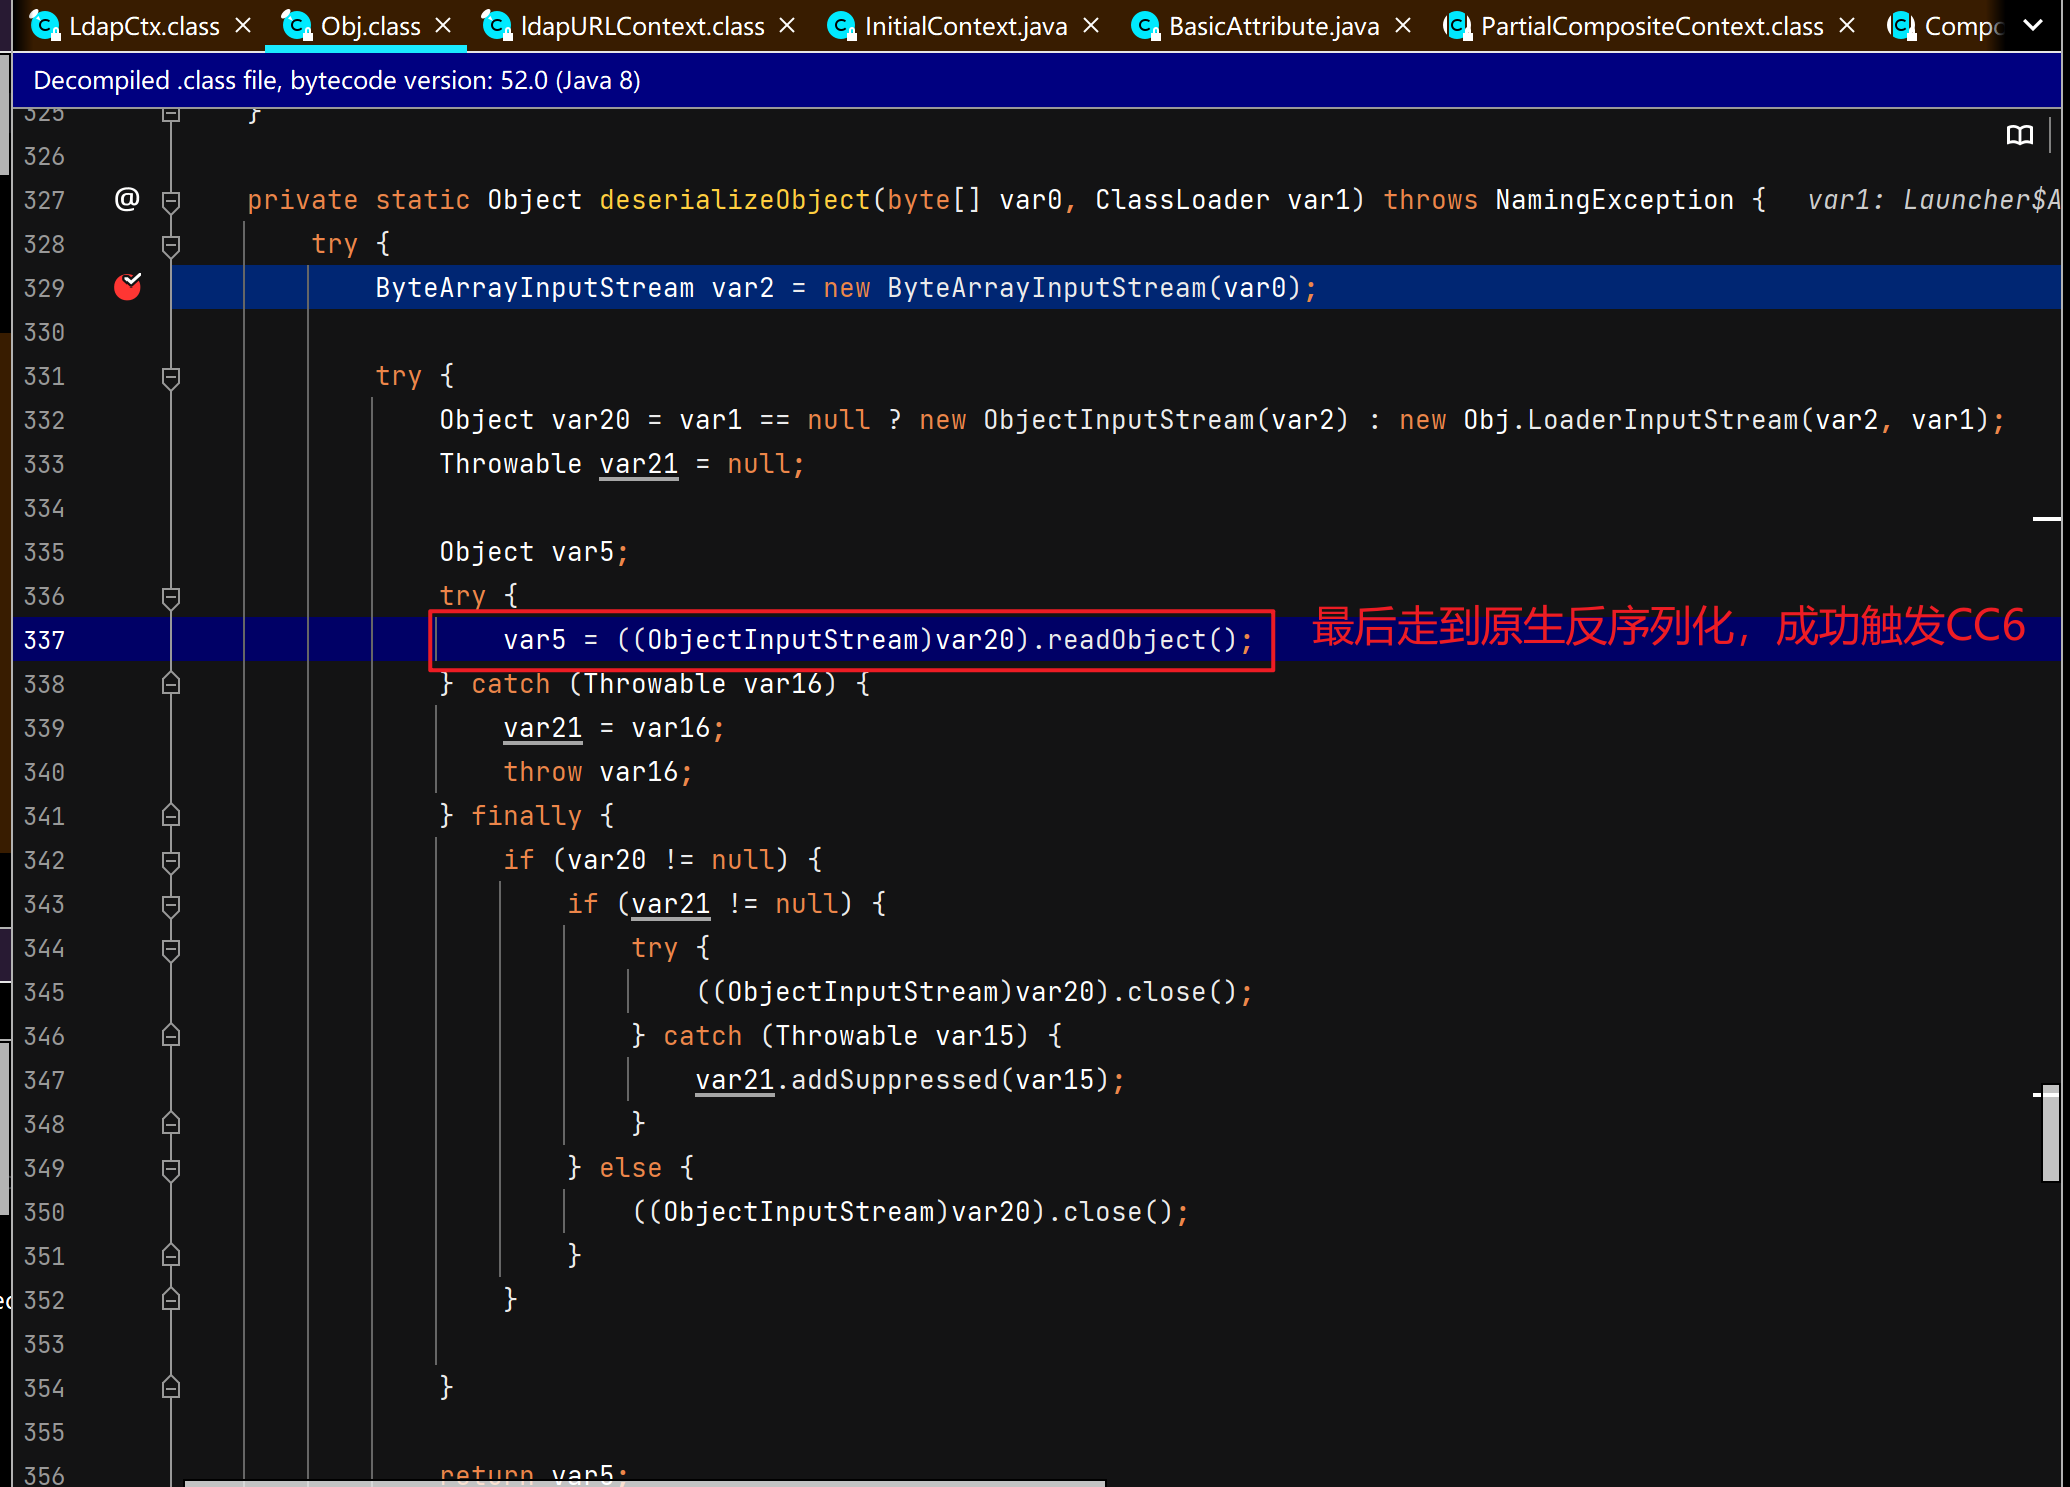 LdapCtx.class Obj.class ldapURLContext.class InitialContext.java BasicAttribute.java PartialCompositeContext.class Compo
Decompiled .class file, bytecode version: 52.0 (Java 8)
325 }
326
327 @ private static Object deserializeObject(byte[] var0, ClassLoader var1) throws NamingException { var1: Launcher$A
328 try {
329 ByteArrayInputStream var2 = new ByteArrayInputStream(var0);
330
331 try {
332 Object var20 = var1 == null ? new ObjectInputStream(var2) : new Obj.LoaderInputStream(var2, var1);
333 Throwable var21 = null;
334
335 Object var5;
336 try {
337 var5 = ((ObjectInputStream)var20).readObject(); 最后走到原生反序列化，成功触发CC6
338 } catch (Throwable var16) {
339 var21 = var16;
340 throw var16;
341 } finally {
342 if (var20 != null) {
343 if (var21 != null) {
344 try {
345 ((ObjectInputStream)var20).close();
346 } catch (Throwable var15) {
347 var21.addSuppressed(var15);
348 }
349 } else {
350 ((ObjectInputStream)var20).close();
351 }
352 }
353
354 }
355
356 return var5;